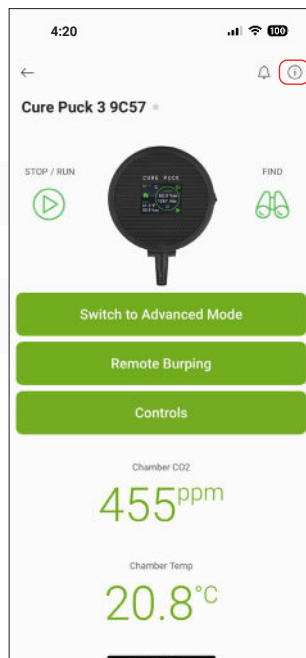 4:20
100
Cure Puck 3 9C57
STOP / RUN
FIND
CURE PUCK
Switch to Advanced Mode
Remote Burping
Controls
Chamber CO2
455ppm
Chamber Temp
20.8°C